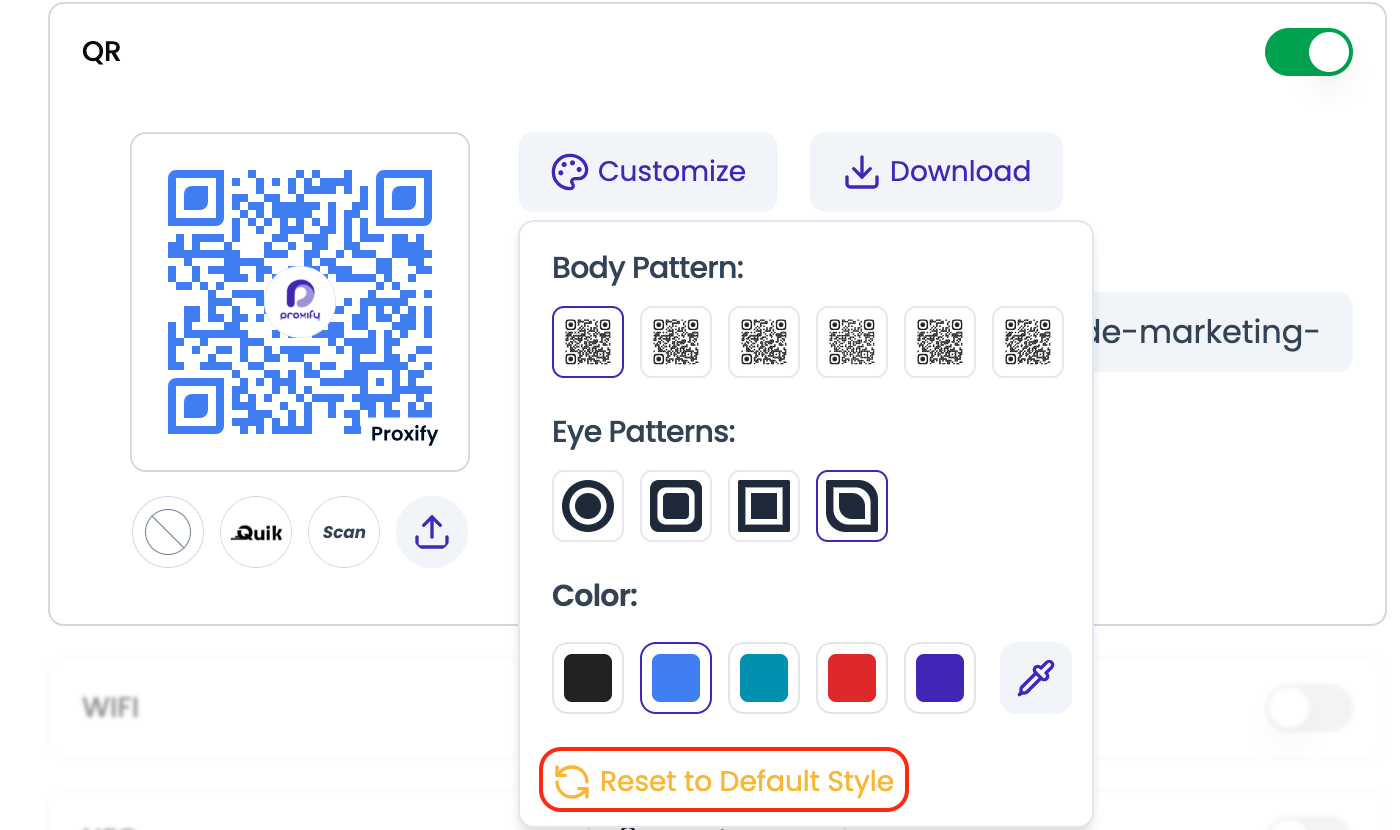 QR
Customize
Download
proxify
Proxify
Quik
Scan
Body Pattern:
de-marketing-
Eye Patterns:
Color:
WIFI
Reset to Default Style